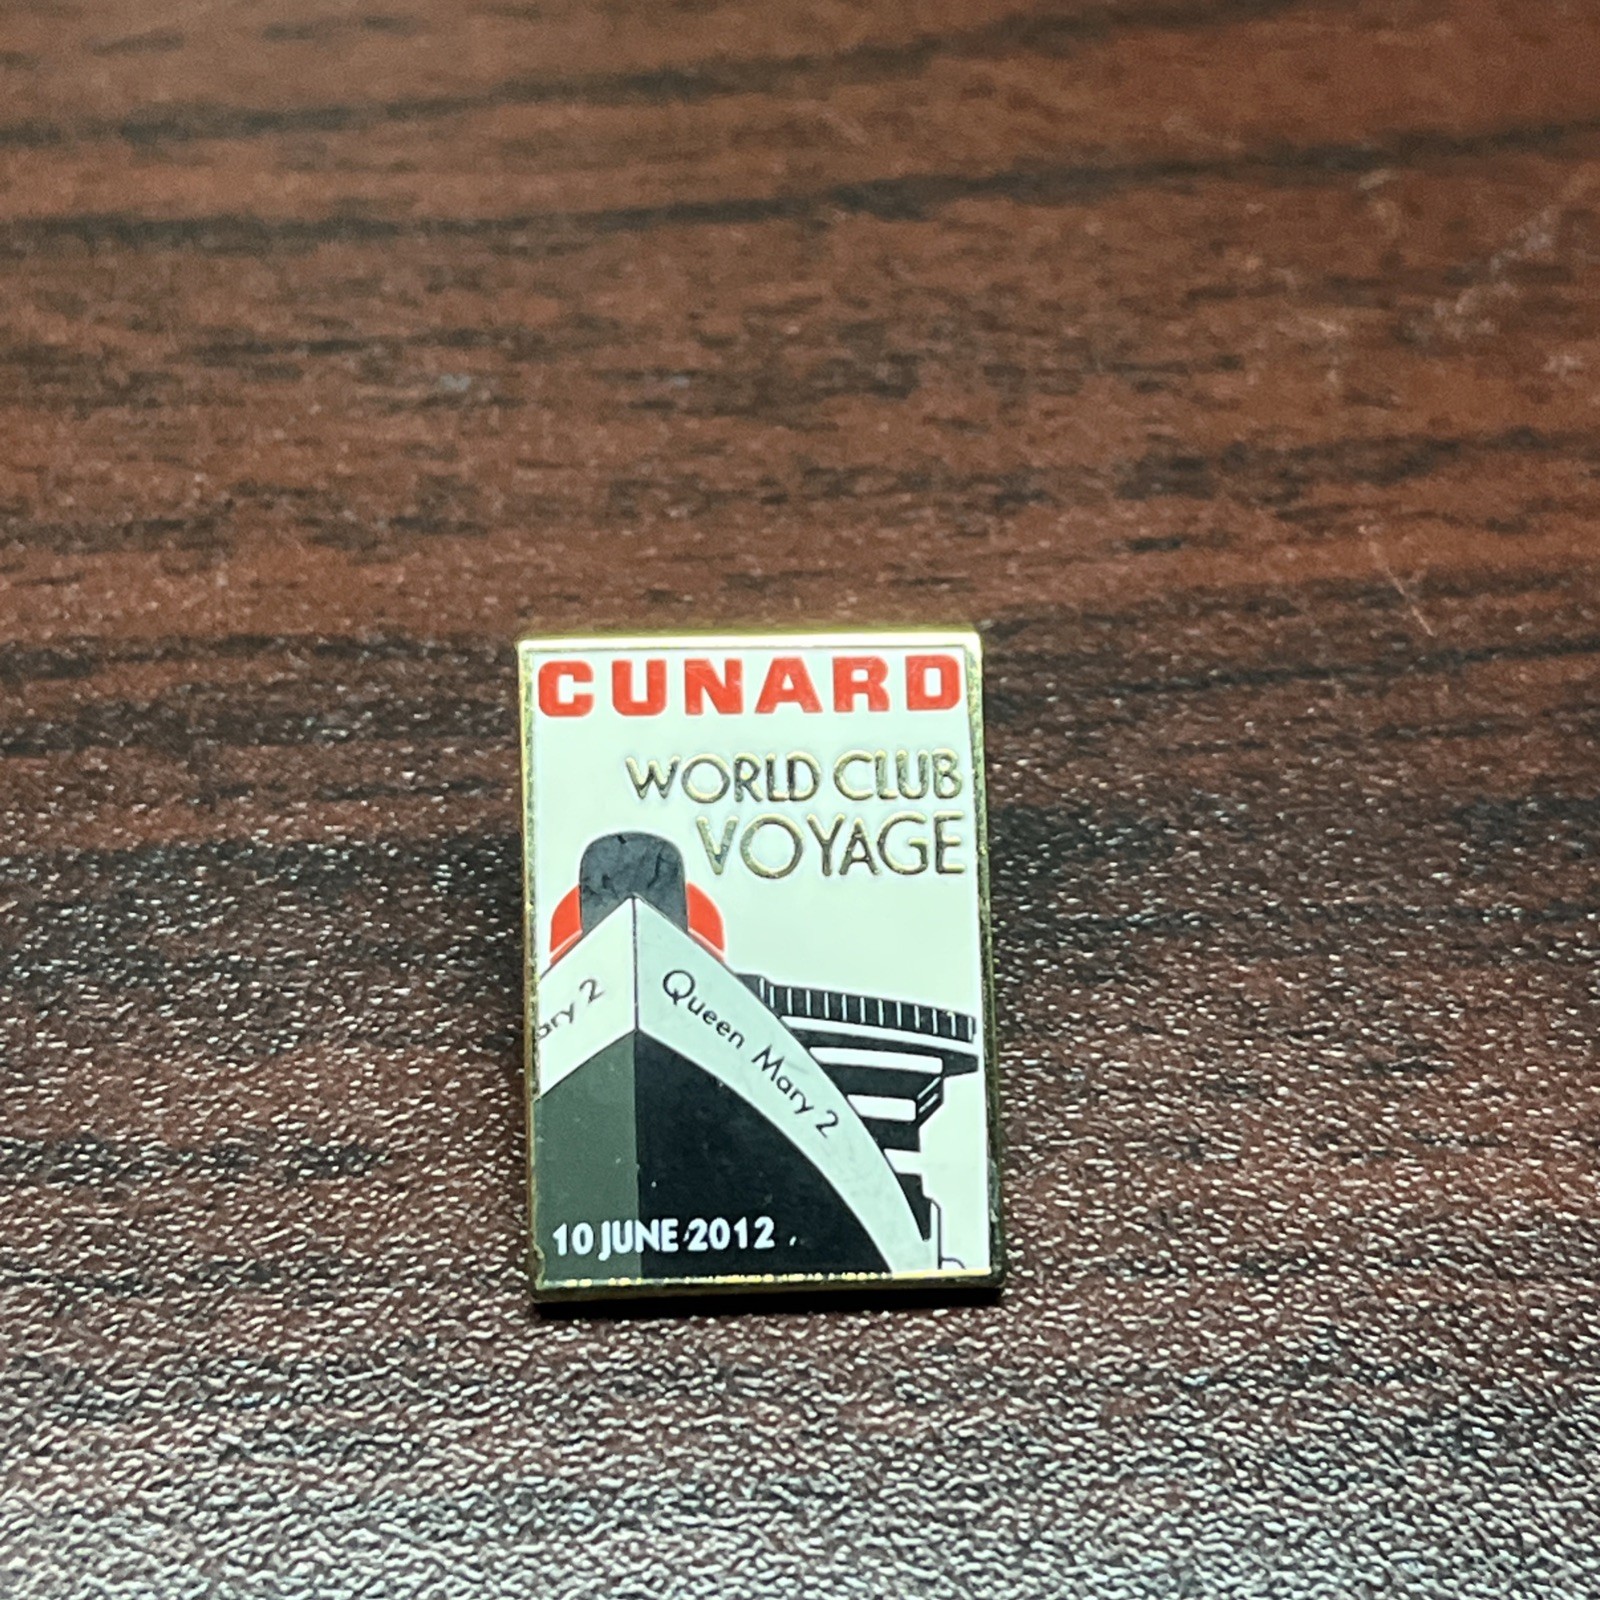 CUNARD
WORLD CLUB
VOYAGE
ary 2
Queen Mary 2
10 JUNE 2012